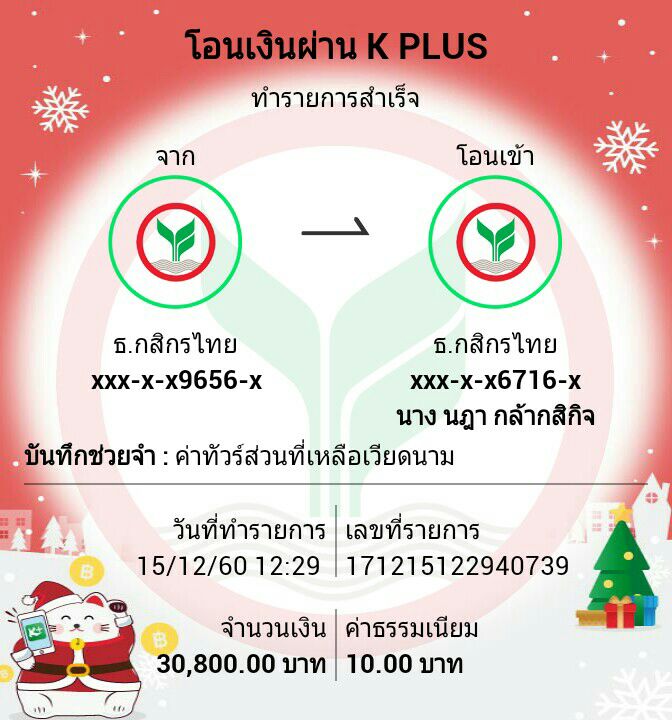 โอนเงินผ่าน K PLUS
ทำรายการสำเร็จ
จาก
โอนเข้า
ธ.กสิกรไทย
xxx-x-x9656-x
ธ.กสิกรไทย
xxx-x-x6716-x
นาง นฎา กล้ากสิกิจ
บันทึกช่วยจำ : ค่าทัวร์ส่วนที่เหลือเวียดนาม
วันที่ทำรายการ
15/12/60 12:29
เลขที่รายการ
171215122940739
จำนวนเงิน
30,800.00 บาท
ค่าธรรมเนียม
10.00 บาท
K+